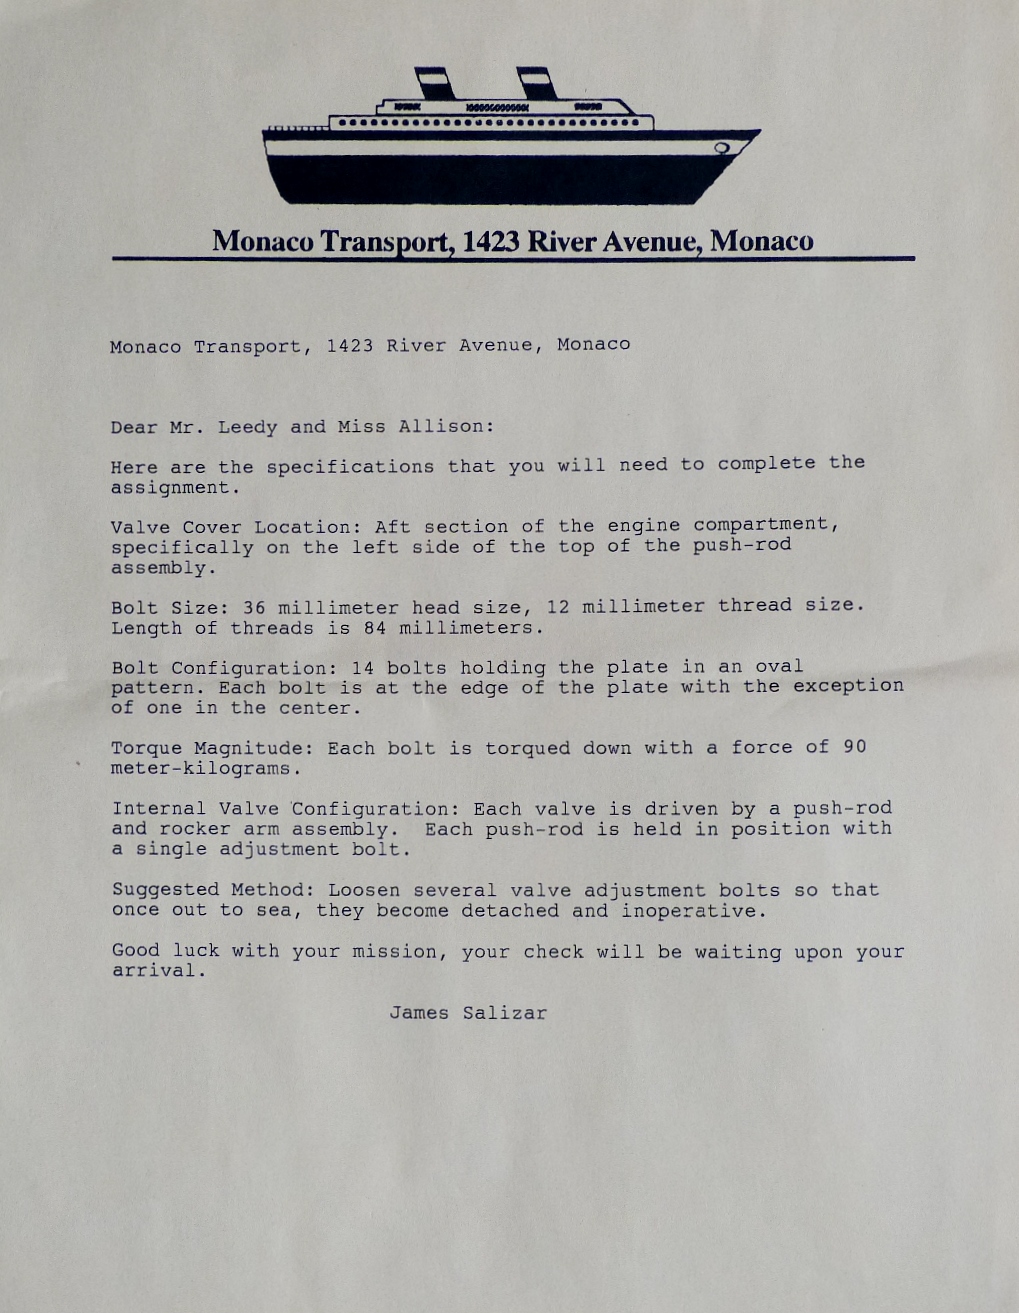 Monaco Transport, 1423 River Avenue, Monaco
Monaco Transport, 1423 River Avenue, Monaco
Dear Mr. Leedy and Miss Allison:
Here are the specifications that you will need to complete the
assignment.
Valve Cover Location: Aft section of the engine compartment,
specifically on the left side of the top of the push-rod
assembly.
Bolt Size: 36 millimeter head size, 12 millimeter thread size.
Length of threads is 84 millimeters.
Bolt Configuration: 14 bolts holding the plate in an oval
pattern. Each bolt is at the edge of the plate with the exception
of one in the center.
Torque Magnitude: Each bolt is torqued down with a force of 90
meter-kilograms.
Internal Valve Configuration: Each valve is driven by a push-rod
and rocker arm assembly.  Each push-rod is held in position with
a single adjustment bolt.
Suggested Method: Loosen several valve adjustment bolts so that
once out to sea, they become detached and inoperative.
Good luck with your mission, your check will be waiting upon your
arrival.
James Salizar